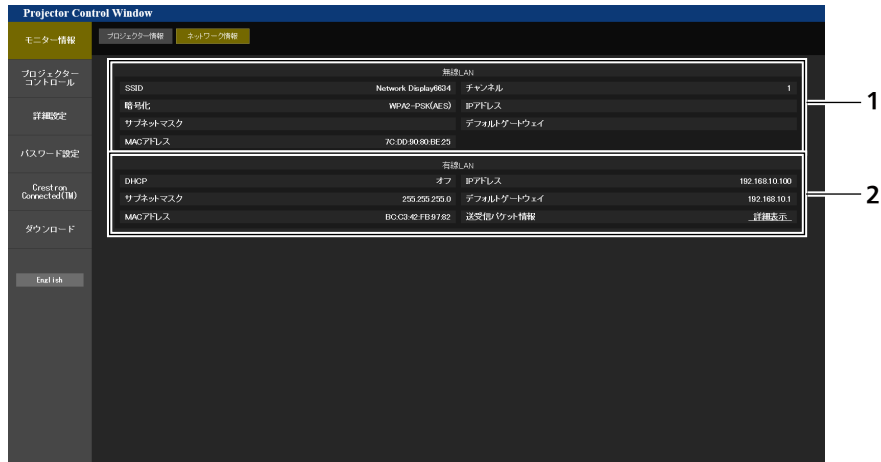 Projector Control Window
モニター情報
プロジェクター情報 ネットワーク情報
プロジェクター
コントロール
詳細設定
パスワード設定
Crestron
Connected(TM)
ダウンロード
English
無線LAN
SSID Network Display6634 チャンネル 1
暗号化 WPA2-PSK(AES) IPアドレス
サブネットマスク デフォルトゲートウェイ
MACアドレス 7C:DD:90:80:BE:25
1
有線LAN
DHCP オフ IPアドレス 192.168.10.100
サブネットマスク 255.255.255.0 デフォルトゲートウェイ 192.168.10.1
MACアドレス BC:C3:42:FB:97:82 送受信パケット情報 詳細表示
2